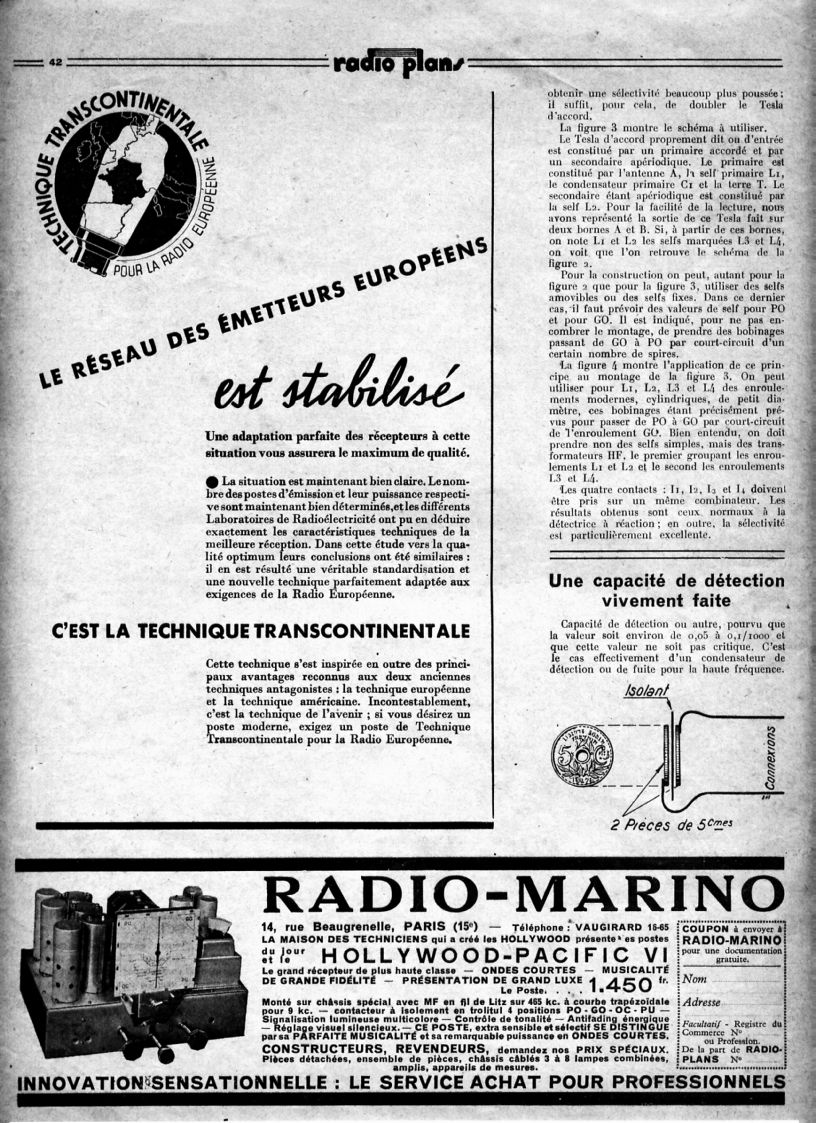 42
radio plans
TECHNIQUE TRANSCONTINENTALE
POUR LA RADIO EUROPÉENNE
LE RÉSEAU DES ÉMETTEURS EUROPÉENS
est stabilisé
Une adaptation parfaite des récepteurs à cette
situation vous assurera le maximum de qualité.
● La situation est maintenant bien claire. Le nom-
bre des postes d'émission et leur puissance respecti-
ve sont maintenant bien déterminés, et les différents
Laboratoires de Radioélectricité ont pu en déduire
exactement les caractéristiques techniques de la
meilleure réception. Dans cette étude vers la qua-
lité optimum leurs conclusions ont été similaires :
il en est résulté une véritable standardisation et
une nouvelle technique parfaitement adaptée aux
exigences de la Radio Européenne.
C'EST LA TECHNIQUE TRANSCONTINENTALE
Cette technique s'est inspirée en outre des princi-
paux avantages reconnus aux deux anciennes
techniques antagonistes : la technique européenne
et la technique américaine. Incontestablement,
c'est la technique de l'avenir ; si vous désirez un
poste moderne, exigez un poste de Technique
Transcontinentale pour la Radio Européenne.
obtenir une sélectivité beaucoup plus poussée ;
il suffit, pour cela, de doubler le Tesla
d'accord.
La figure 3 montre le schéma à utiliser.
Le Tesla d'accord proprement dit ou d'entrée
est constitué par un primaire accordé et par
un secondaire apériodique. Le primaire est
constitué par l'antenne A, la self primaire L1,
le condensateur primaire C1 et la terre T. Le
secondaire étant apériodique est constitué par
la self L2. Pour la facilité de la lecture, nous
avons représenté la sortie de ce Tesla fait sur
deux bornes A et B. Si, à partir de ces bornes,
on note L1 et L2 les selfs marquées L3 et L4,
on voit que l'on retrouve le schéma de la
figure 2.
Pour la construction on peut, autant pour la
figure 2 que pour la figure 3, utiliser des selfs
amovibles ou des selfs fixes. Dans ce dernier
cas, il faut prévoir des valeurs de self pour PO
et pour GO. Il est indiqué, pour ne pas en-
combrer le montage, de prendre des bobinages
passant de GO à PO par court-circuit d'un
certain nombre de spires.
La figure 4 montre l'application de ce prin-
cipe au montage de la figure 3. On peut
utiliser pour L1, L2, L3 et L4 des enroule-
ments modernes, cylindriques, de petit dia-
mètre, ces bobinages étant précisément pré-
vus pour passer de PO à GO par court-circuit
de l'enroulement GO. Bien entendu, on doit
prendre non des selfs simples, mais des trans-
formateurs HF, le premier groupant les enrou-
lements L1 et L2 et le second les enroulements
L3 et L4.
Les quatre contacts : I1, I2, I3 et I4 doivent
être pris sur un même combinateur. Les
résultats obtenus sont ceux normaux à la
détectrice à réaction ; en outre, la sélectivité
est particulièrement excellente.
Une capacité de détection
vivement faite
Capacité de détection ou autre, pourvu que
la valeur soit environ de 0,05 à 0,1/1000 et
que cette valeur ne soit pas critique. C'est
le cas effectivement d'un condensateur de
détection ou de fuite pour la haute fréquence.
Isolant
5 Cmes
Connexions
2 Pièces de 5 Cmes
RADIO-MARINO
14, rue Beaugrenelle, PARIS (15e) — Téléphone : VAUGIRARD 16-65
LA MAISON DES TECHNICIENS qui a créé les HOLLYWOOD présente les postes
du jour
et le HOLLYWOOD-PACIFIC VI
Le grand récepteur de plus haute classe — ONDES COURTES — MUSICALITÉ
DE GRANDE FIDÉLITÉ — PRÉSENTATION DE GRAND LUXE 1.450 fr.
Le Poste. . . .
Monté sur châssis spécial avec MF en fil de Litz sur 465 kc. à courbe trapézoïdale
pour 9 kc. — contacteur à isolement en trolitul 4 positions PO - GO - OC - PU —
Signalisation lumineuse multicolore — Contrôle de tonalité — Antifading énergique
— Réglage visuel silencieux. — CE POSTE, extra sensible et sélectif SE DISTINGUE
par sa PARFAITE MUSICALITÉ et sa remarquable puissance en ONDES COURTES.
CONSTRUCTEURS, REVENDEURS, demandez nos PRIX SPÉCIAUX.
Pièces détachées, ensemble de pièces, châssis câblés 3 à 8 lampes combinées,
amplis, appareils de mesures.
COUPON à envoyer à
RADIO-MARINO
pour une documentation
gratuite.
Nom
Adresse
Facultatif - Registre du
Commerce No
ou Profession.
De la part de RADIO-
PLANS No
INNOVATION SENSATIONNELLE : LE SERVICE ACHAT POUR PROFESSIONNELS